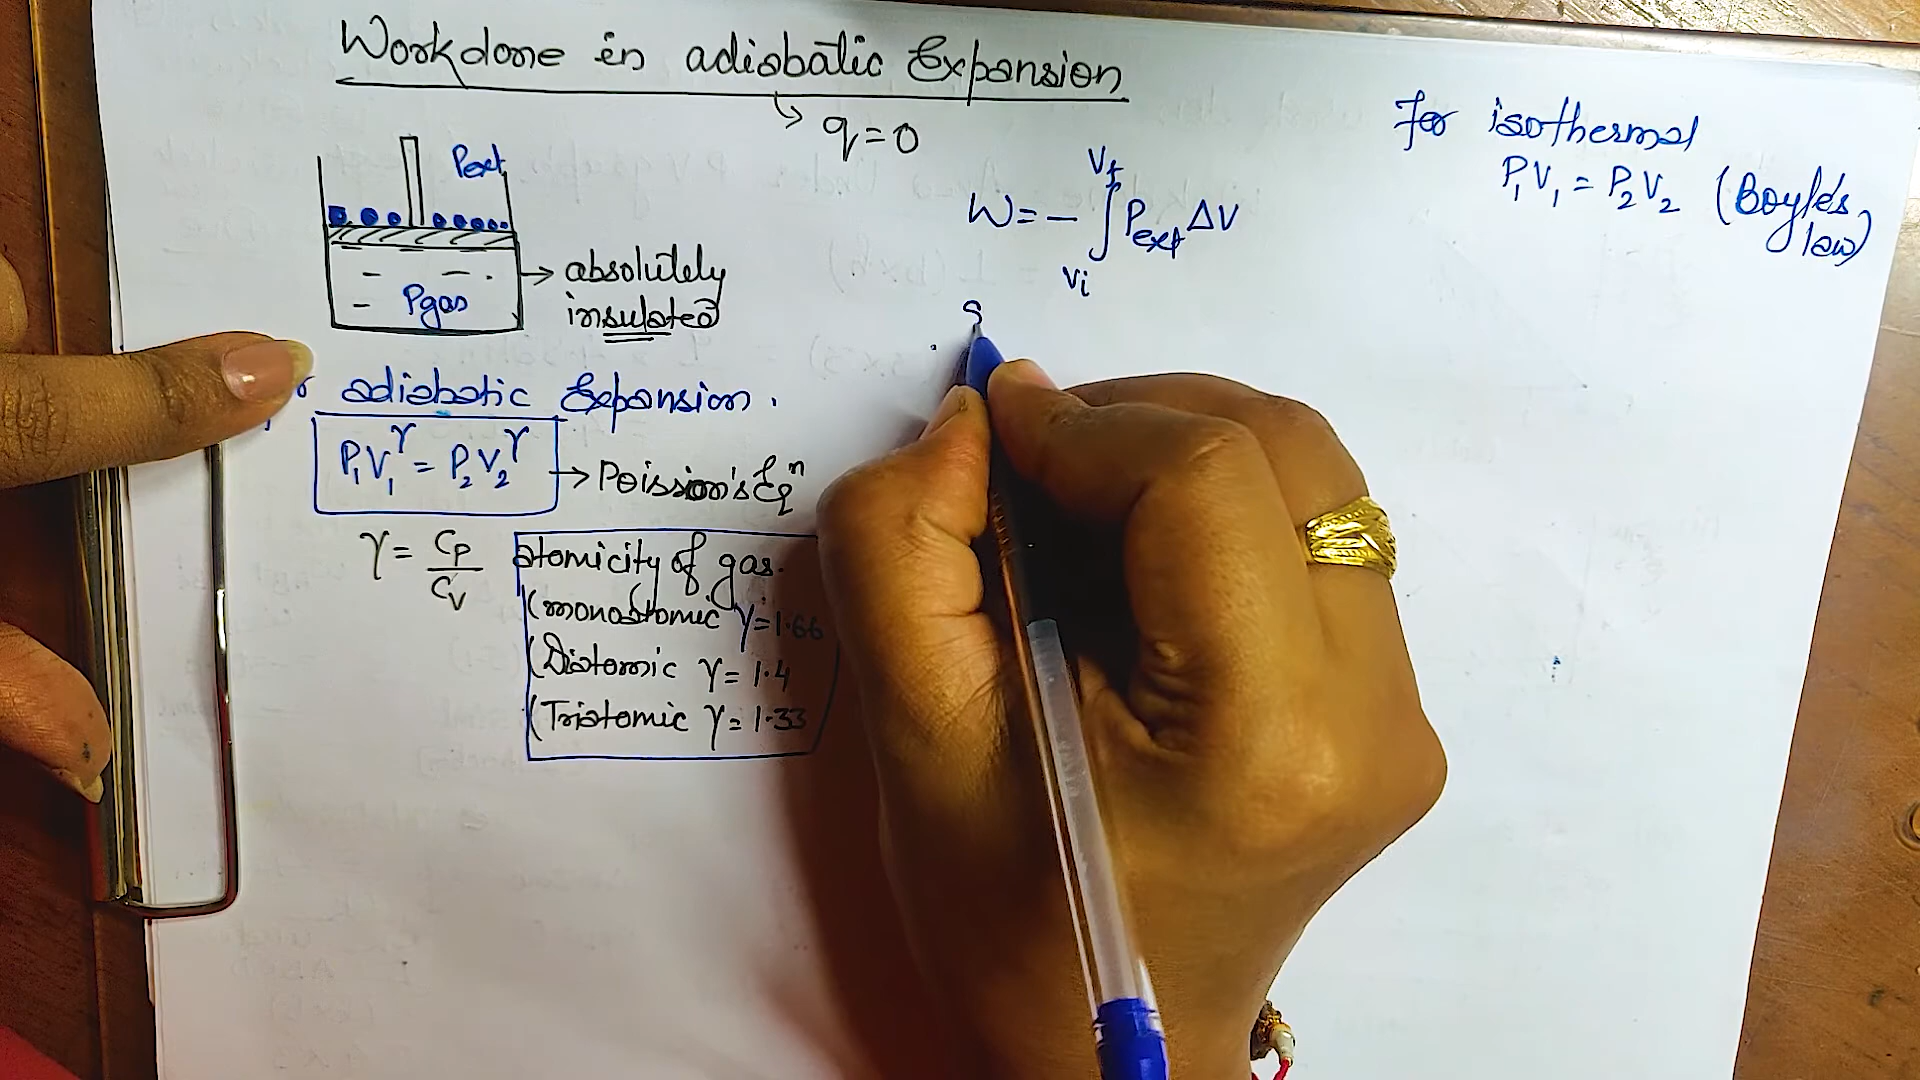 Workdone in adiabatic Expansion
q = 0
Pext
Pgas
absolutely
insulated
adiabatic Expansion.
P₁V₁^γ = P₂V₂^γ
Poission's Eqⁿ
γ = Cp/Cv
atomicity of gas.
(monoatomic γ = 1.66
(Diatomic γ = 1.4
(Triatomic γ = 1.33
W = - ∫ Pext ΔV
Vf
Vi
For isothermal
P₁V₁ = P₂V₂ (Boyle's
law)